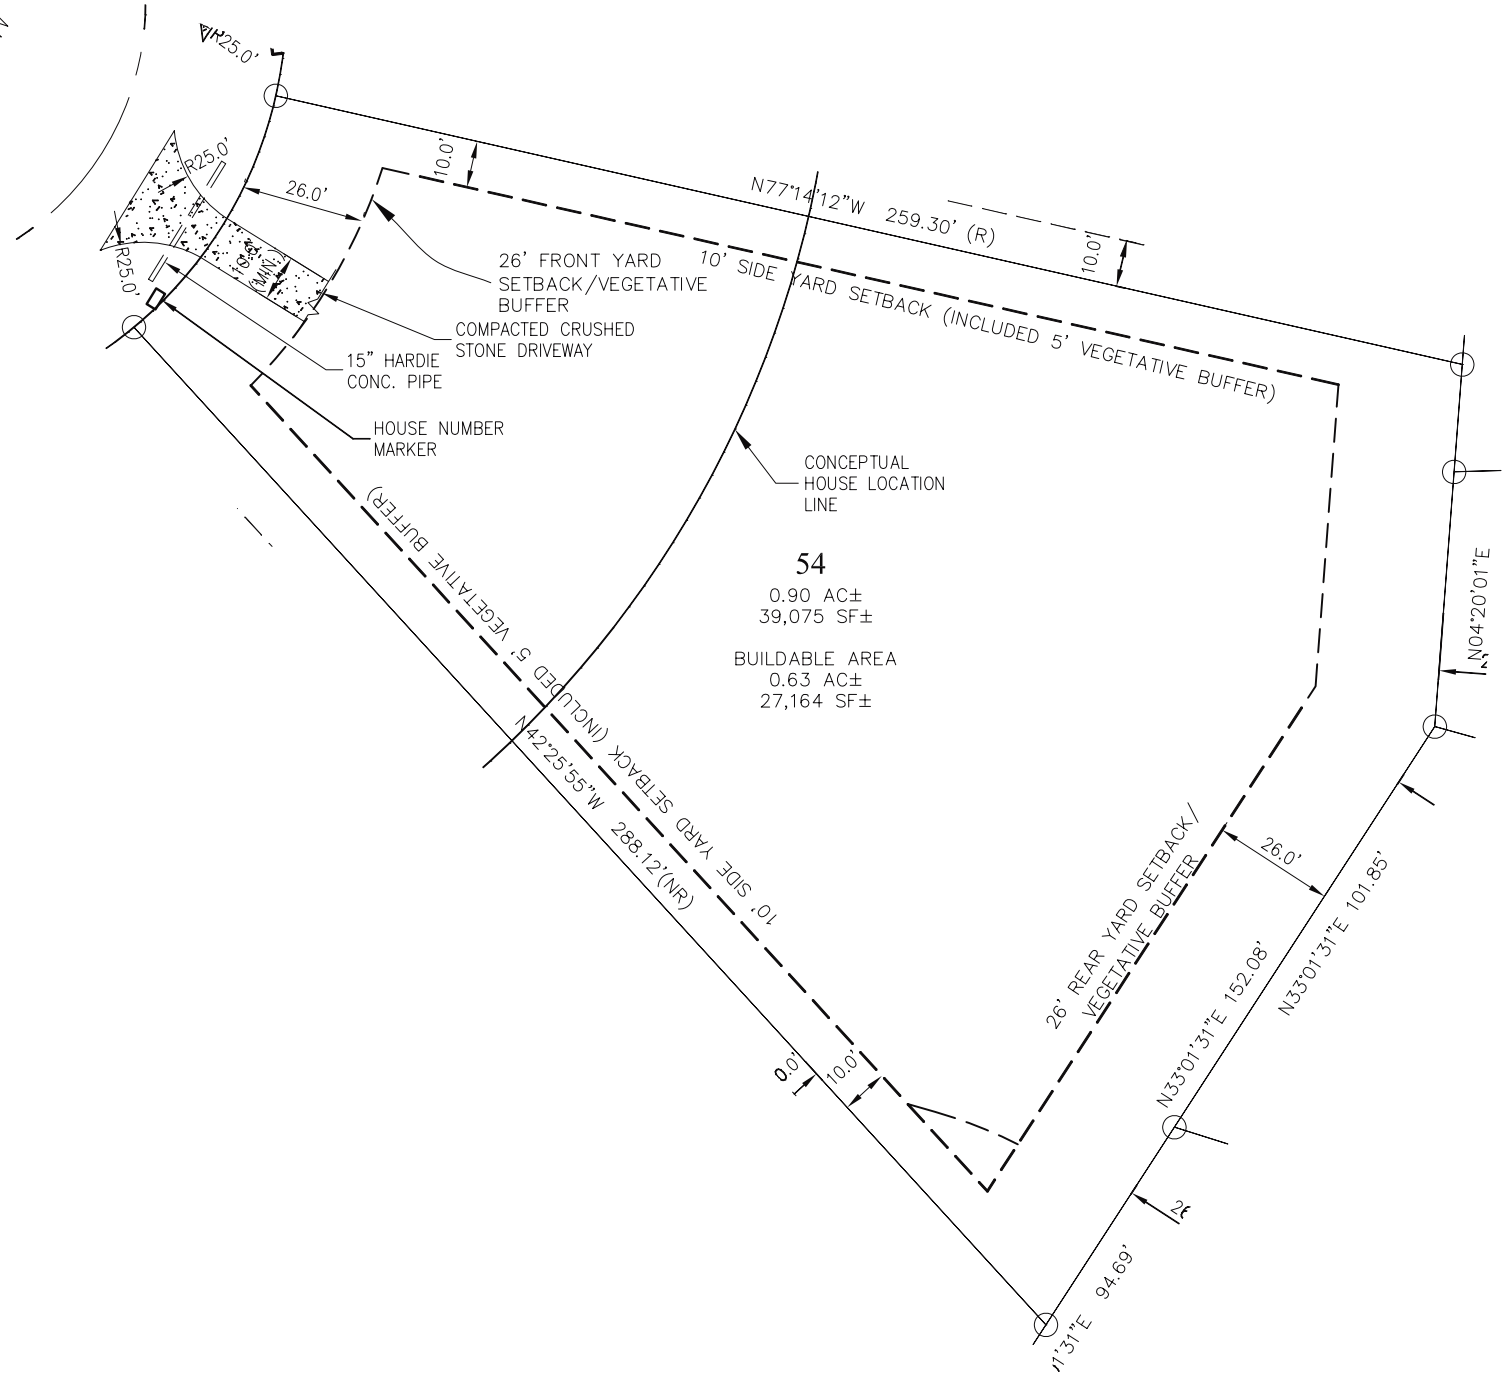 R25.0'
R25.0'
R25.0'
26.0'
10.0'
N77°14'12"W 259.30' (R)
10.0'
10' SIDE YARD SETBACK (INCLUDED 5' VEGETATIVE BUFFER)
26' FRONT YARD
SETBACK/VEGETATIVE
BUFFER
(MIN)
COMPACTED CRUSHED
STONE DRIVEWAY
15" HARDIE
CONC. PIPE
HOUSE NUMBER
MARKER
CONCEPTUAL
HOUSE LOCATION
LINE
54
0.90 AC±
39,075 SF±
BUILDABLE AREA
0.63 AC±
27,164 SF±
10' SIDE YARD SETBACK (INCLUDED 5' VEGETATIVE BUFFER)
N42°25'55"W 288.12'(NR)
N04°20'01"E
26' REAR YARD SETBACK/
VEGETATIVE BUFFER
26.0'
N33°01'31"E 101.85'
N33°01'31"E 152.08'
0.0'
10.0'
1'31"E 94.69'